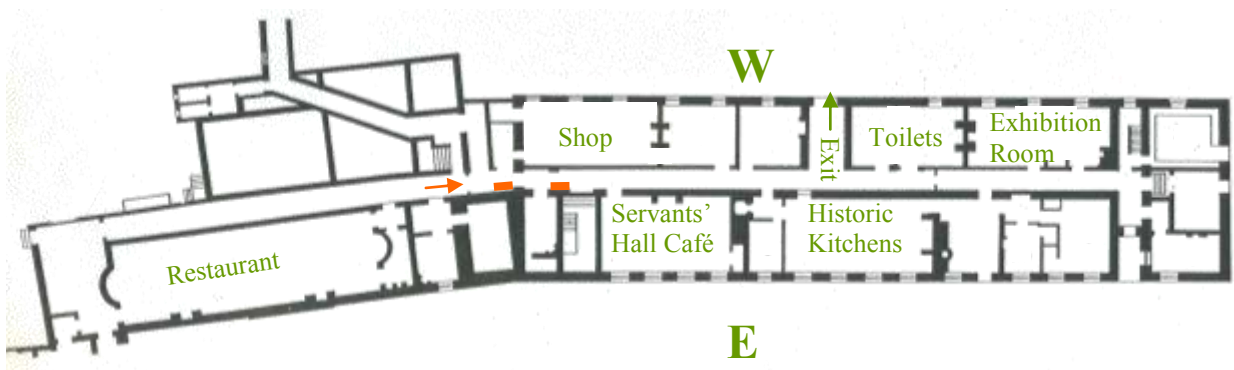 W
Shop
Exit
Toilets
Exhibition
Room
Servants'
Hall Café
Historic
Kitchens
Restaurant
E